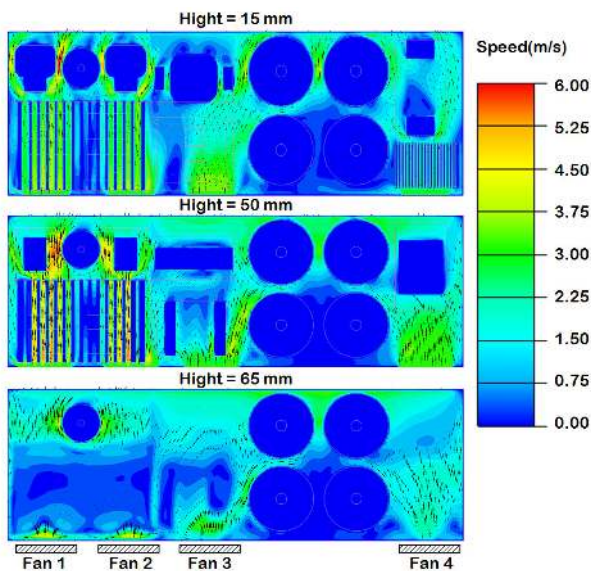 Hight = 15 mm
Speed(m/s)
6.00
5.25
4.50
3.75
3.00
2.25
1.50
0.75
0.00
Hight = 50 mm
Hight = 65 mm
Fan 1 Fan 2 Fan 3 Fan 4